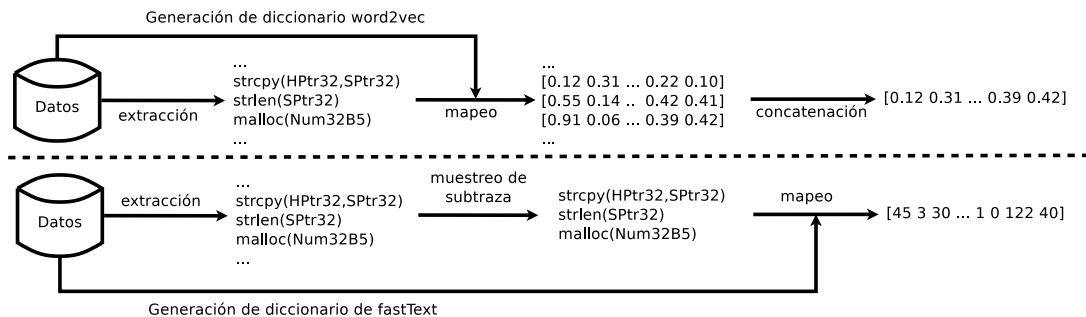 Generación de diccionario word2vec
Datos
extracción
...
strcpy(HPtr32,SPtr32)
strlen(SPtr32)
malloc(Num32B5)
...
mapeo
...
[0.12 0.31 ... 0.22 0.10]
[0.55 0.14 .. 0.42 0.41]
[0.91 0.06 ... 0.39 0.42]
...
concatenación
[0.12 0.31 ... 0.39 0.42]
Datos
extracción
...
strcpy(HPtr32,SPtr32)
strlen(SPtr32)
malloc(Num32B5)
...
muestreo de
subtraza
strcpy(HPtr32,SPtr32)
strlen(SPtr32)
malloc(Num32B5)
mapeo
[45 3 30 ... 1 0 122 40]
Generación de diccionario de fastText